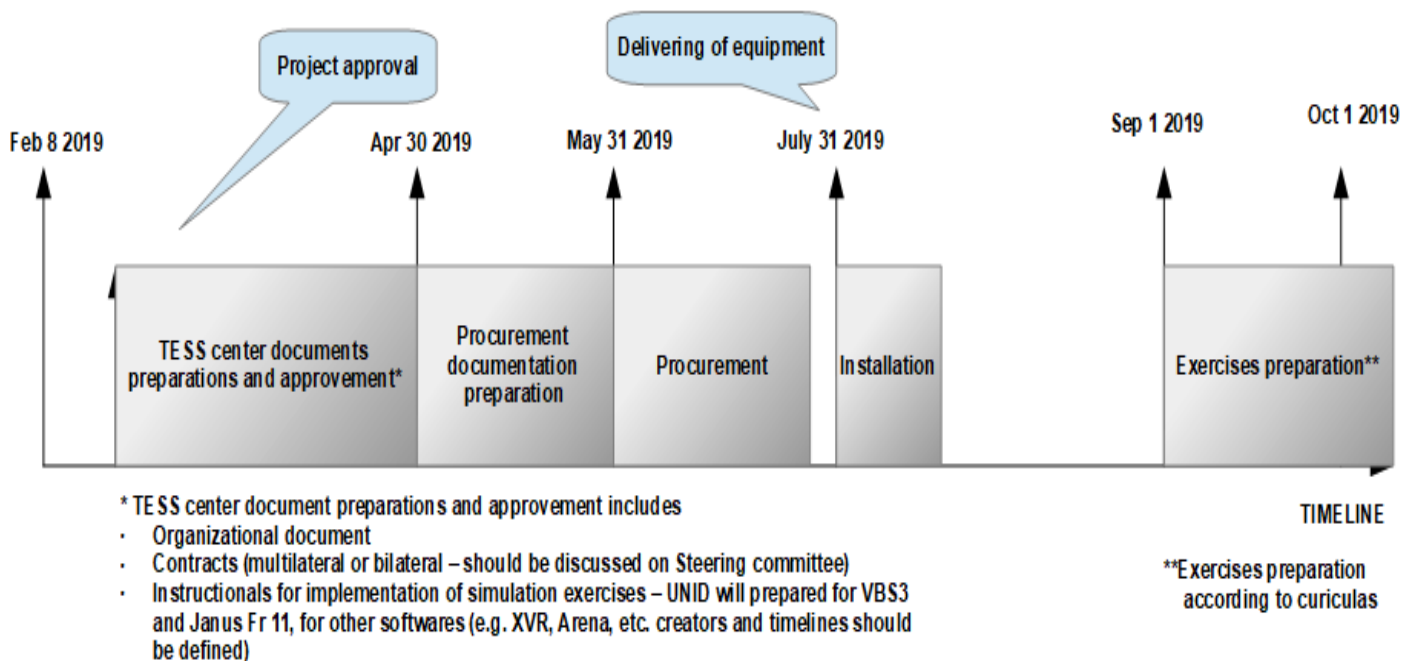 Project approval
Delivering of equipment
Feb 8 2019
Apr 30 2019
May 31 2019
July 31 2019
Sep 1 2019
Oct 1 2019
TESS center documents
preparations and approvement*
Procurement
documentation
preparation
Procurement
Installation
Exercises preparation**
* TESS center document preparations and approvement includes
· Organizational document
· Contracts (multilateral or bilateral – should be discussed on Steering committee)
· Instructionals for implementation of simulation exercises – UNID will prepared for VBS3
and Janus Fr 11, for other softwares (e.g. XVR, Arena, etc. creators and timelines should
be defined)
TIMELINE
**Exercises preparation
according to curiculas